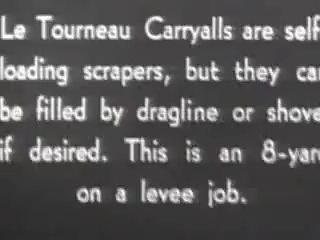 Le Tourneau Carryalls are self
loading scrapers, but they can
be filled by dragline or shove
if desired. This is an 8-yar
on a levee job.